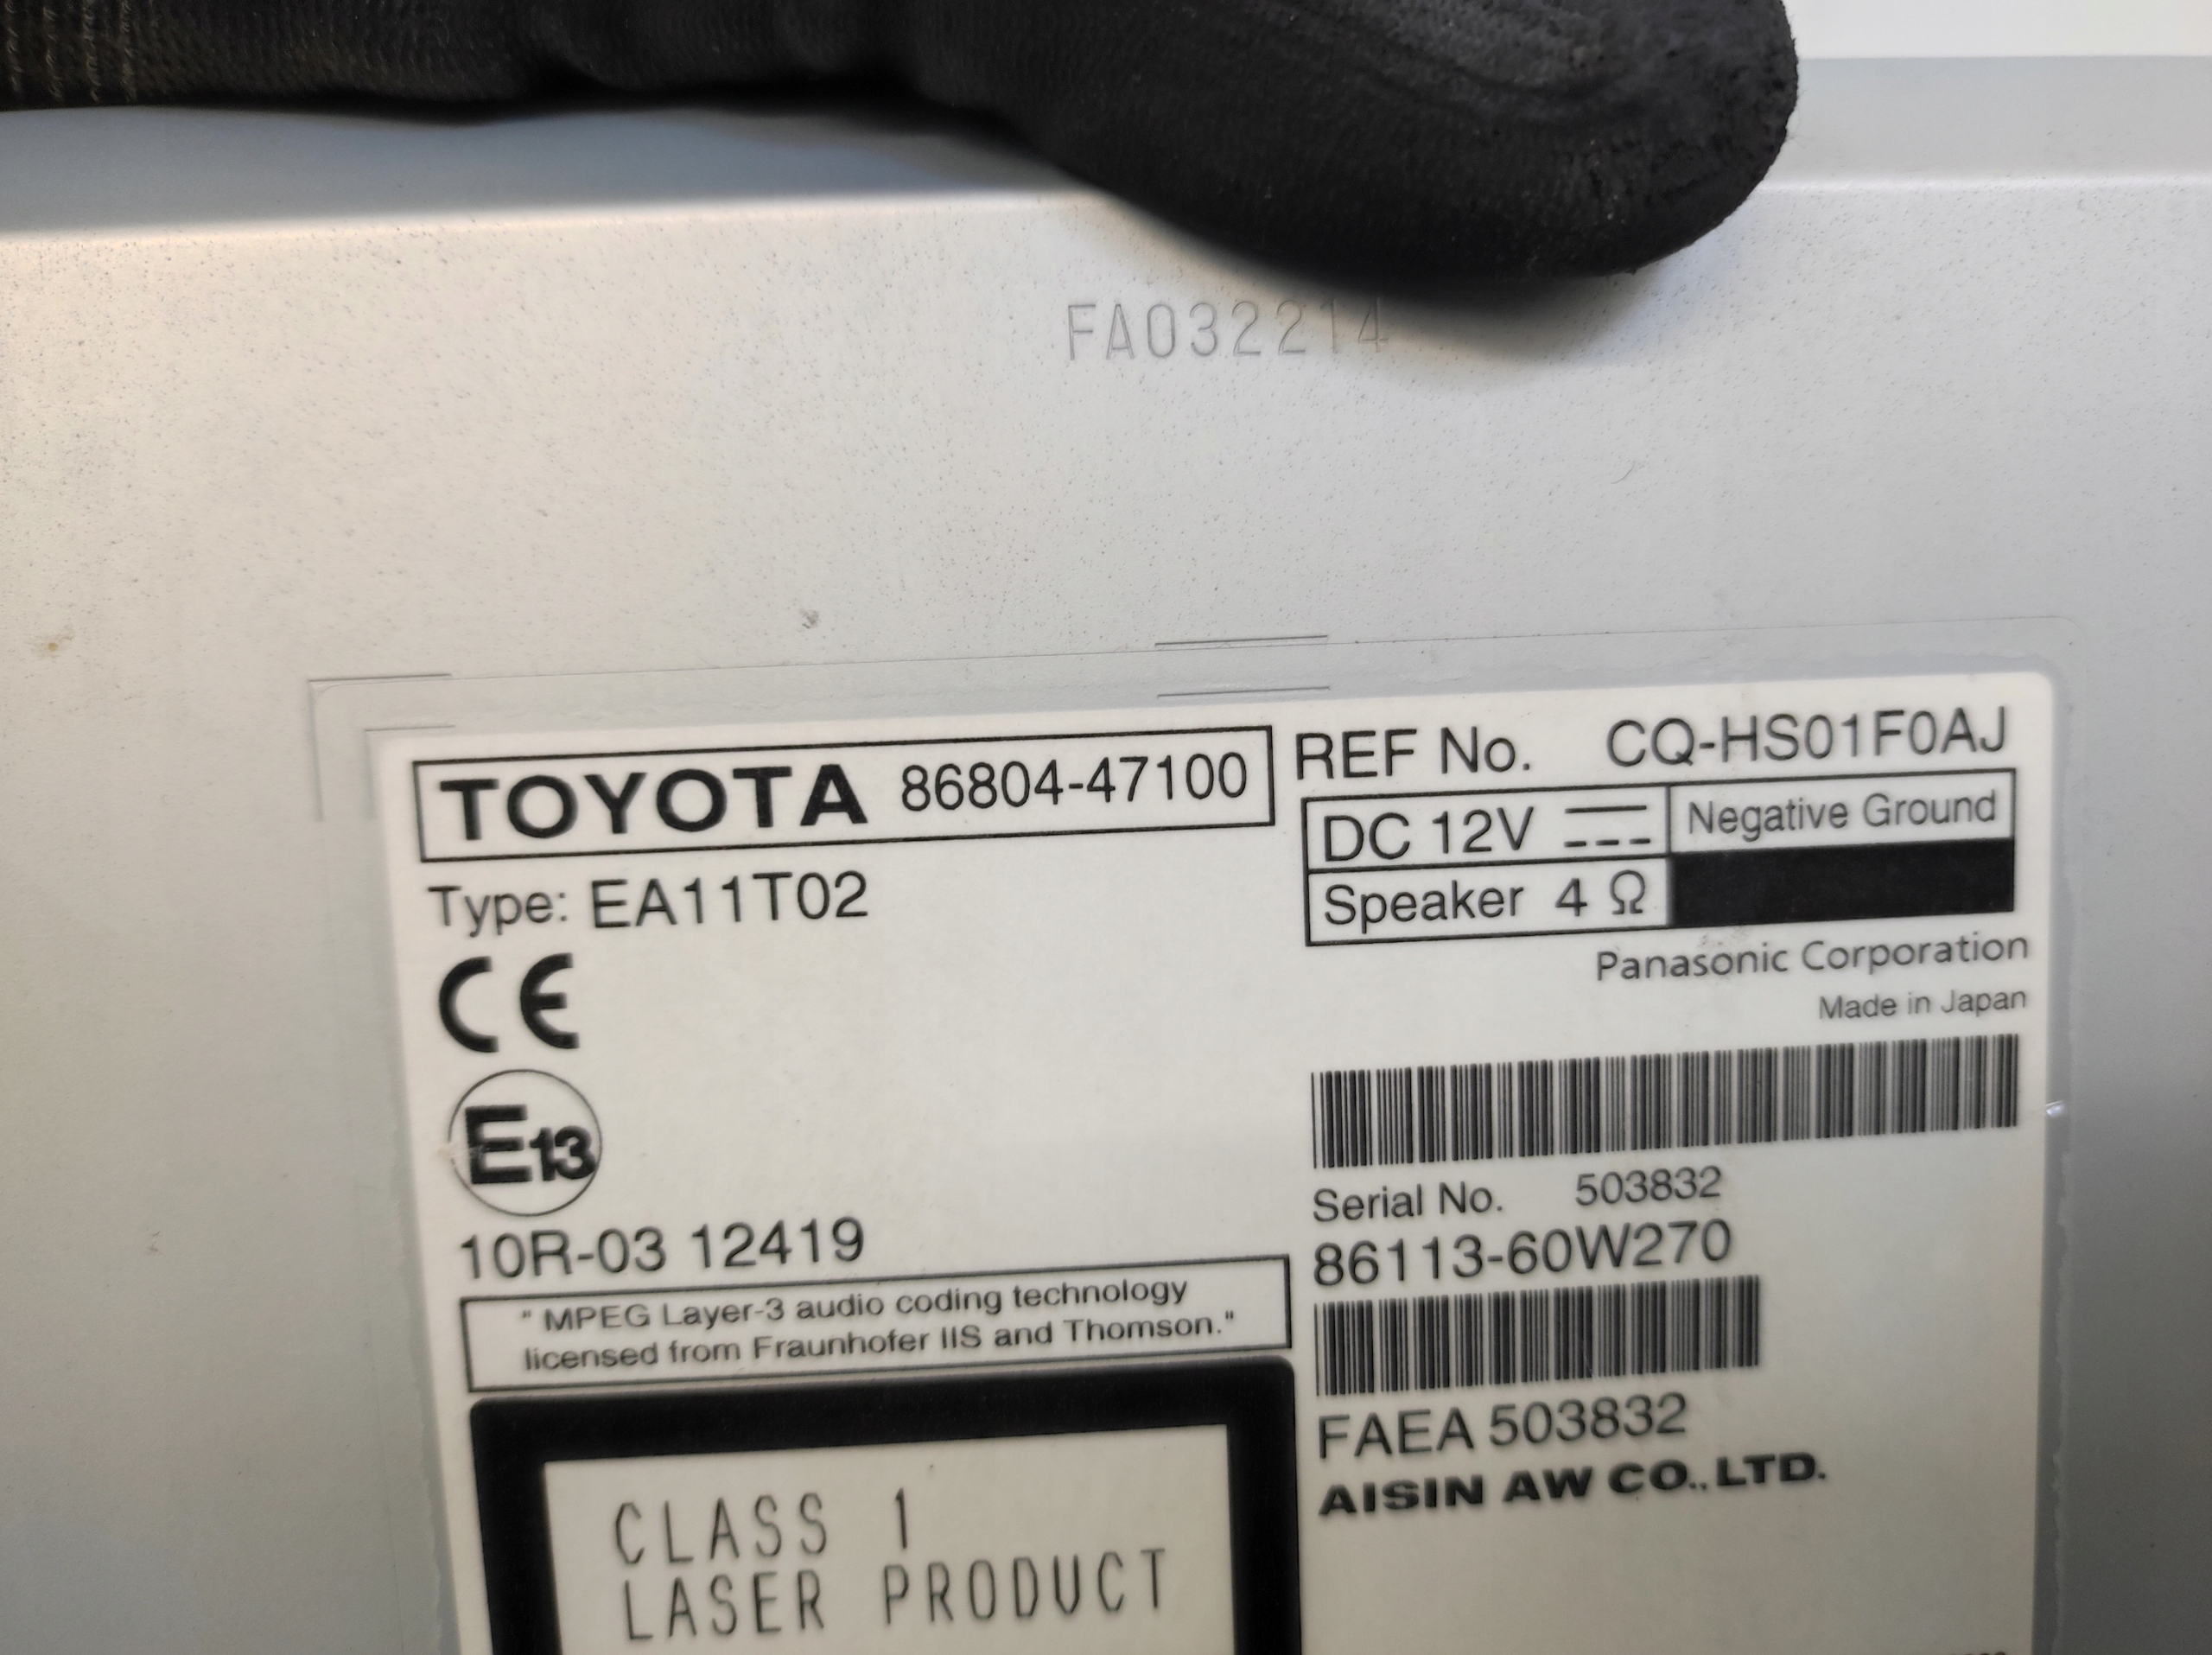 FA032214
TOYOTA 86804-47100
Type: EA11T02
CE
E13
10R-03 12419
" MPEG Layer-3 audio coding technology
licensed from Fraunhofer IIS and Thomson."
CLASS 1
LASER PRODUCT
REF No. CQ-HS01F0AJ
DC 12V Negative Ground
Speaker 4 Ω
Panasonic Corporation
Made in Japan
Serial No. 503832
86113-60W270
FAEA 503832
AISIN AW CO., LTD.